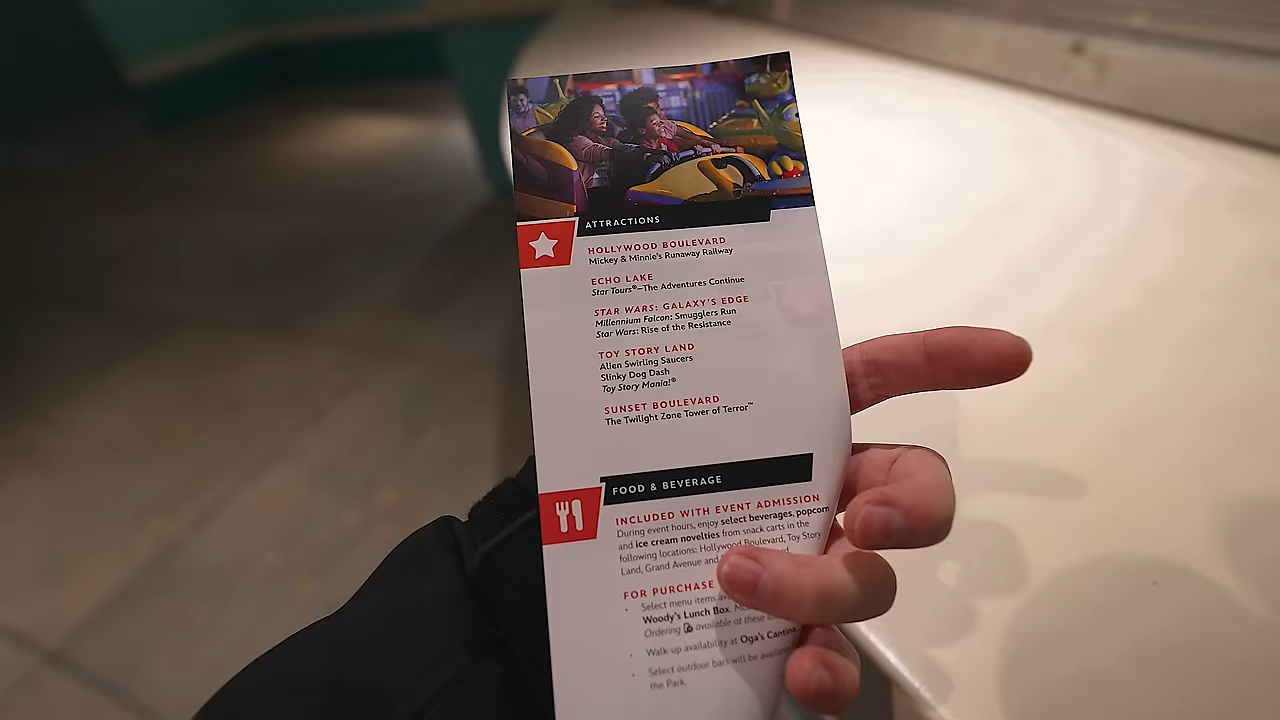 ATTRACTIONS
HOLLYWOOD BOULEVARD
Mickey & Minnie's Runaway Railway
ECHO LAKE
Star Tours®–The Adventures Continue
STAR WARS: GALAXY'S EDGE
Millennium Falcon: Smugglers Run
Star Wars: Rise of the Resistance
TOY STORY LAND
Alien Swirling Saucers
Slinky Dog Dash
Toy Story Mania!®
SUNSET BOULEVARD
The Twilight Zone Tower of Terror™
FOOD & BEVERAGE
INCLUDED WITH EVENT ADMISSION
During event hours, enjoy select beverages, popcorn
and ice cream novelties from snack carts in the
following locations: Hollywood Boulevard, Toy Story
Land, Grand Avenue and
FOR PURCHASE
• Select menu items
Woody's Lunch Box.
Ordering available at these
• Walk-up availability at Oga's Cantina
• Select outdoor bars will be
the Park.